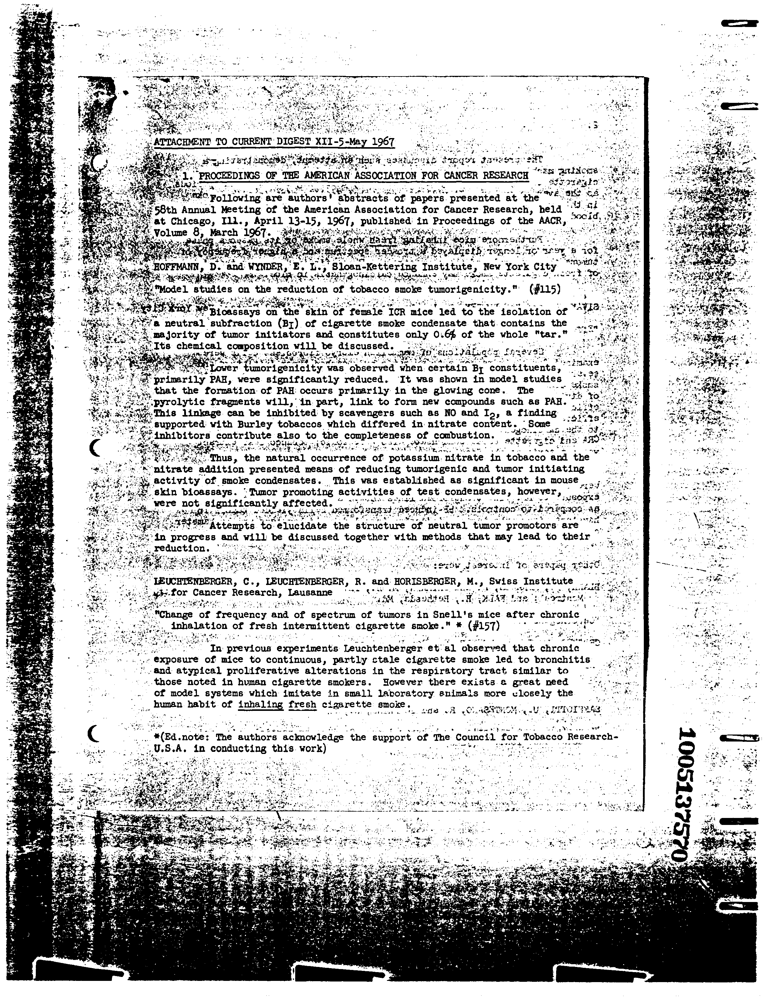 ATTACHMENT TO CURRENT DIGEST XII-5-May 1967
1. PROCEEDINGS OF THE AMERICAN ASSOCIATION FOR CANCER RESEARCH
Following are authors' abstracts of papers presented at the
58th Annual Meeting of the American Association for Cancer Research, held
at Chicago, Ill., April 13-15, 1967, published in Proceedings of the AACR,
Volume 8, March 1967.
HOFFMANN, D. and WYNDER, E. L., Sloan-Kettering Institute, New York City
"Model studies on the reduction of tobacco smoke tumorigenicity." (#115)
Bioassays on the skin of female ICR mice led to the isolation of
a neutral subfraction (BI) of cigarette smoke condensate that contains the
majority of tumor initiators and constitutes only 0.6% of the whole "tar."
Its chemical composition will be discussed.
Lower tumorigenicity was observed when certain BI constituents,
primarily PAH, were significantly reduced. It was shown in model studies
that the formation of PAH occurs primarily in the glowing cone. The
pyrolytic fragments will, in part, link to form new compounds such as PAH.
This linkage can be inhibited by scavengers such as NO and I2, a finding
supported with Burley tobaccos which differed in nitrate content. Some
inhibitors contribute also to the completeness of combustion.
Thus, the natural occurrence of potassium nitrate in tobacco and the
nitrate addition presented means of reducing tumorigenic and tumor initiating
activity of smoke condensates. This was established as significant in mouse
skin bioassays. Tumor promoting activities of test condensates, however,
were not significantly affected.
Attempts to elucidate the structure of neutral tumor promotors are
in progress and will be discussed together with methods that may lead to their
reduction.
LEUCHTENBERGER, C., LEUCHTENBERGER, R. and HORISBERGER, M., Swiss Institute
for Cancer Research, Lausanne
"Change of frequency and of spectrum of tumors in Snell's mice after chronic
inhalation of fresh intermittent cigarette smoke." * (#157)
In previous experiments Leuchtenberger et al observed that chronic
exposure of mice to continuous, partly stale cigarette smoke led to bronchitis
and atypical proliferative alterations in the respiratory tract similar to
those noted in human cigarette smokers. However there exists a great need
of model systems which imitate in small laboratory animals more closely the
human habit of inhaling fresh cigarette smoke.
*(Ed.note: The authors acknowledge the support of The Council for Tobacco Research-
U.S.A. in conducting this work)
1005137570